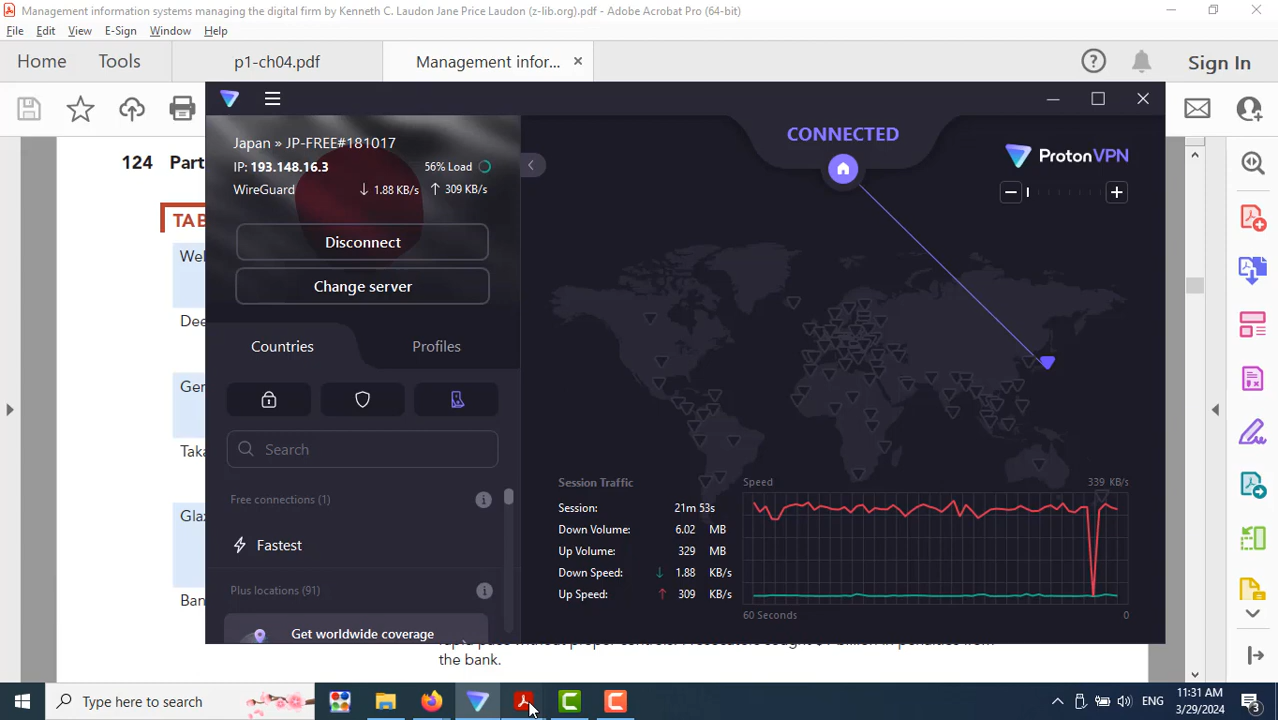 Management information systems managing the digital firm by Kenneth C. Laudon Jane Price Laudon (z-lib.org).pdf - Adobe Acrobat Pro (64-bit)
File Edit View E-Sign Window Help
Home Tools p1-ch04.pdf Management infor... Sign In
124 Part
TAB
Wel
Dee
Ger
Taka
Glax
Ban
Japan » JP-FREE#181017
IP: 193.148.16.3 56% Load
WireGuard 1.88 KB/s 309 KB/s
Disconnect
Change server
Countries Profiles
Search
Free connections (1)
Fastest
Plus locations (91)
Get worldwide coverage
CONNECTED
ProtonVPN
Session Traffic
Session: 21m 53s
Down Volume: 6.02 MB
Up Volume: 329 MB
Down Speed: 1.88 KB/s
Up Speed: 309 KB/s
Speed 339 KB/s
60 Seconds 0
the bank.
Type here to search
ENG
11:31 AM
3/29/2024
3